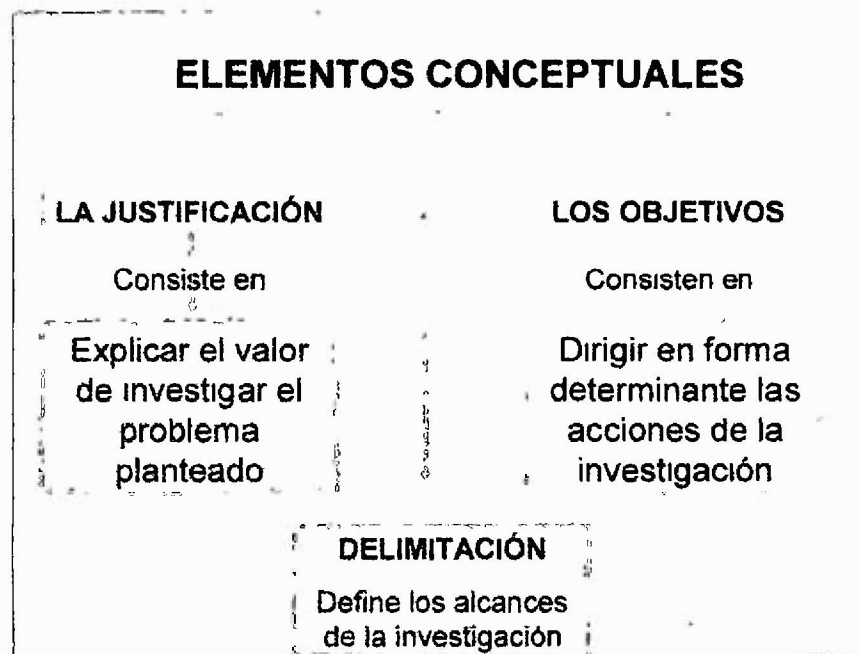 ELEMENTOS CONCEPTUALES
LA JUSTIFICACIÓN
Consiste en
Explicar el valor
de investigar el
problema
planteado
LOS OBJETIVOS
Consisten en
Dirigir en forma
determinante las
acciones de la
investigación
DELIMITACIÓN
Define los alcances
de la investigación